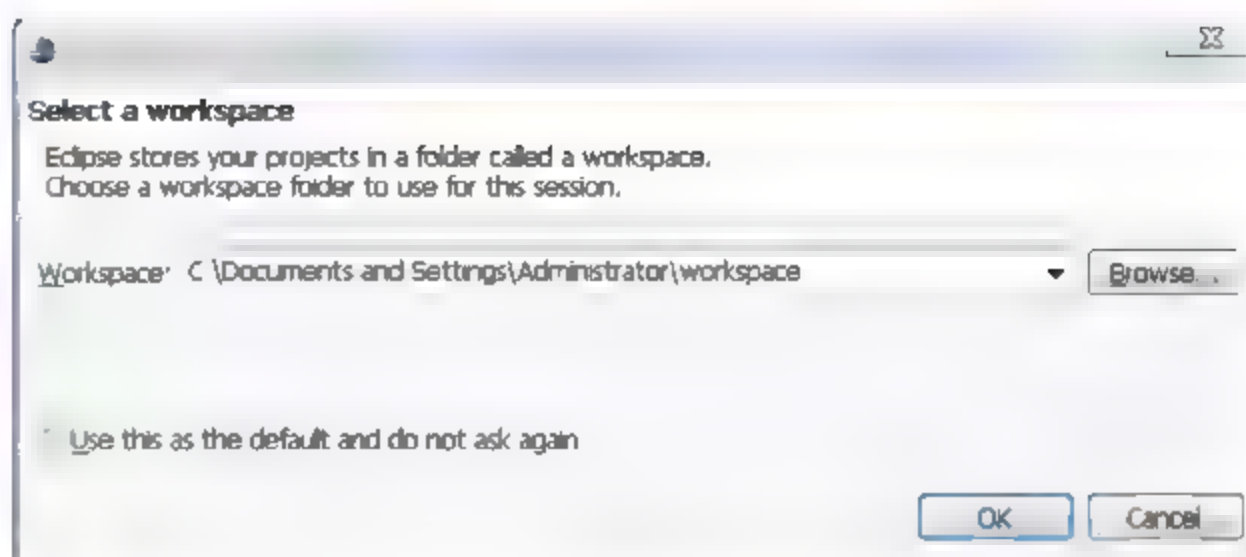 Select a workspace
Eclipse stores your projects in a folder called a workspace.
Choose a workspace folder to use for this session.
Workspace: C:\Documents and Settings\Administrator\workspace
Browse...
Use this as the default and do not ask again
OK
Cancel